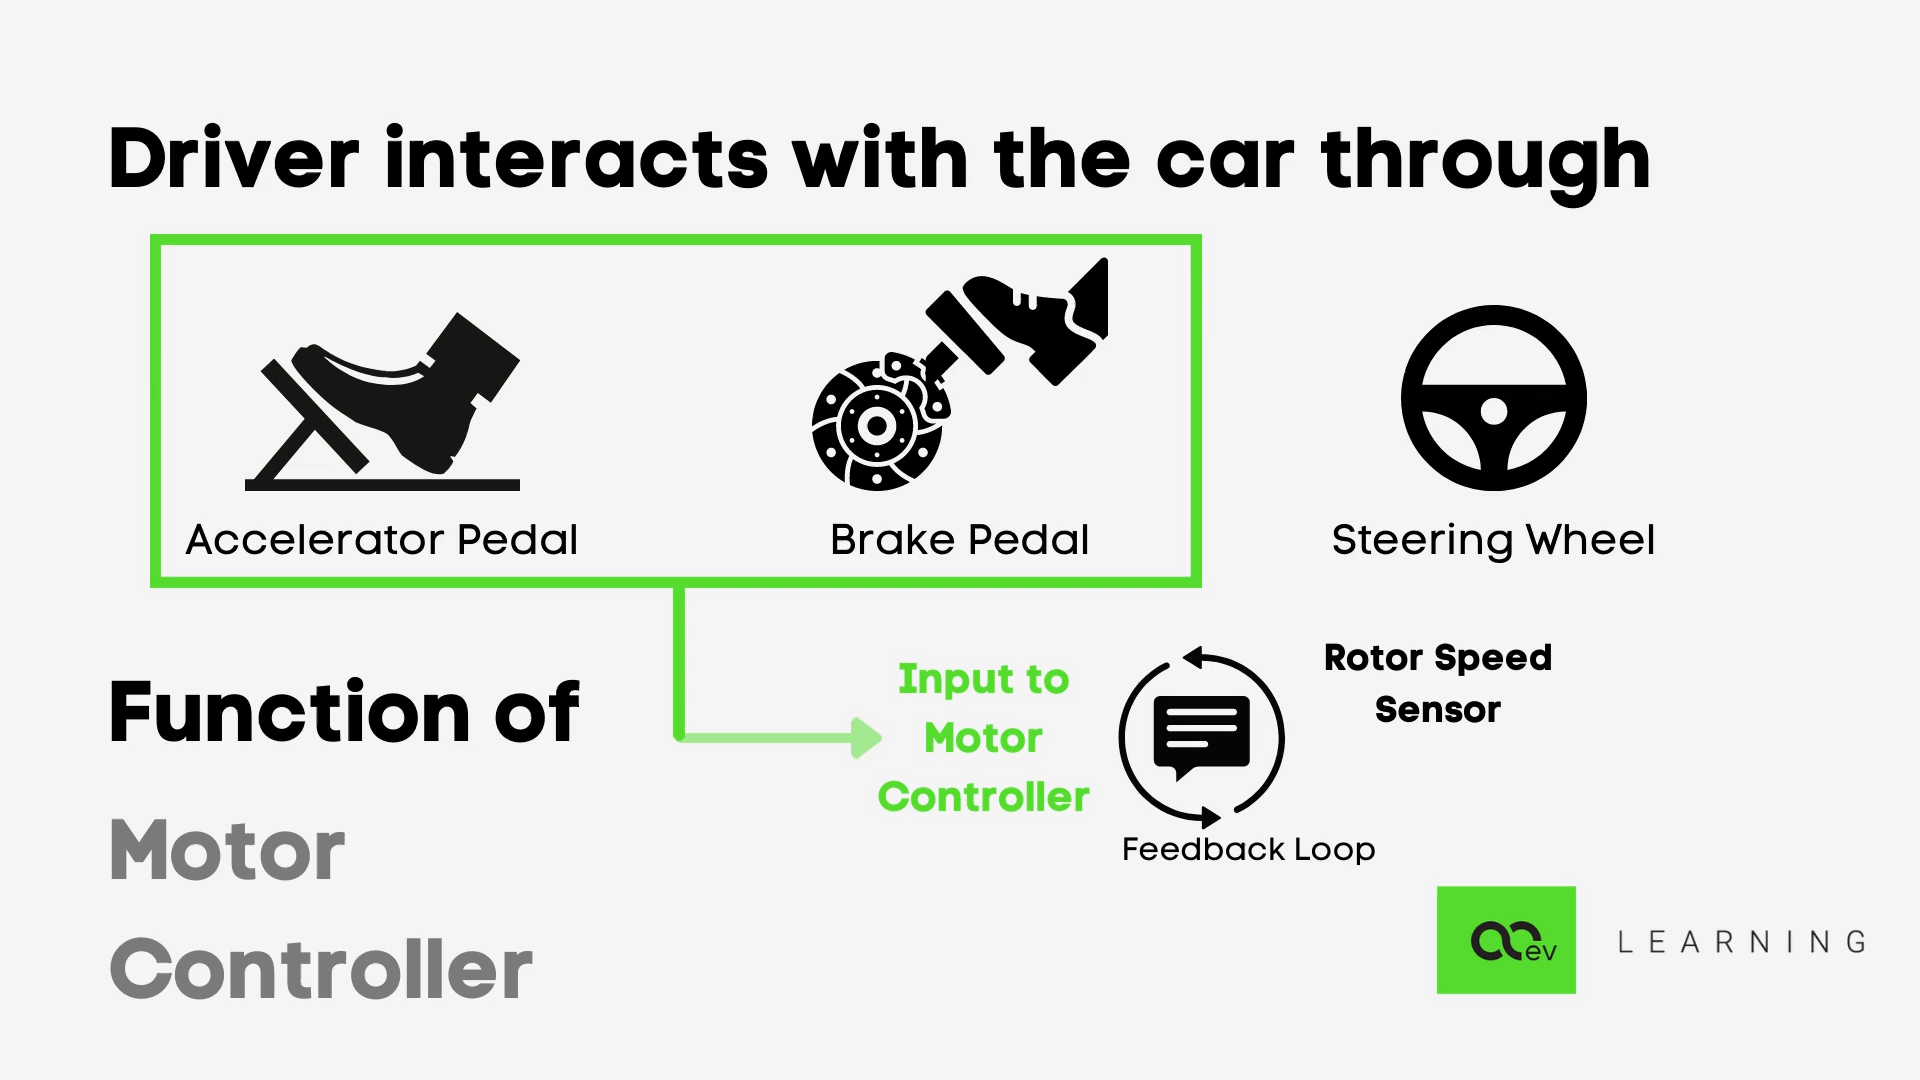 Driver interacts with the car through
Accelerator Pedal
Brake Pedal
Steering Wheel
Function of
Motor
Controller
Input to
Motor
Controller
Feedback Loop
Rotor Speed
Sensor
ev
LEARNING